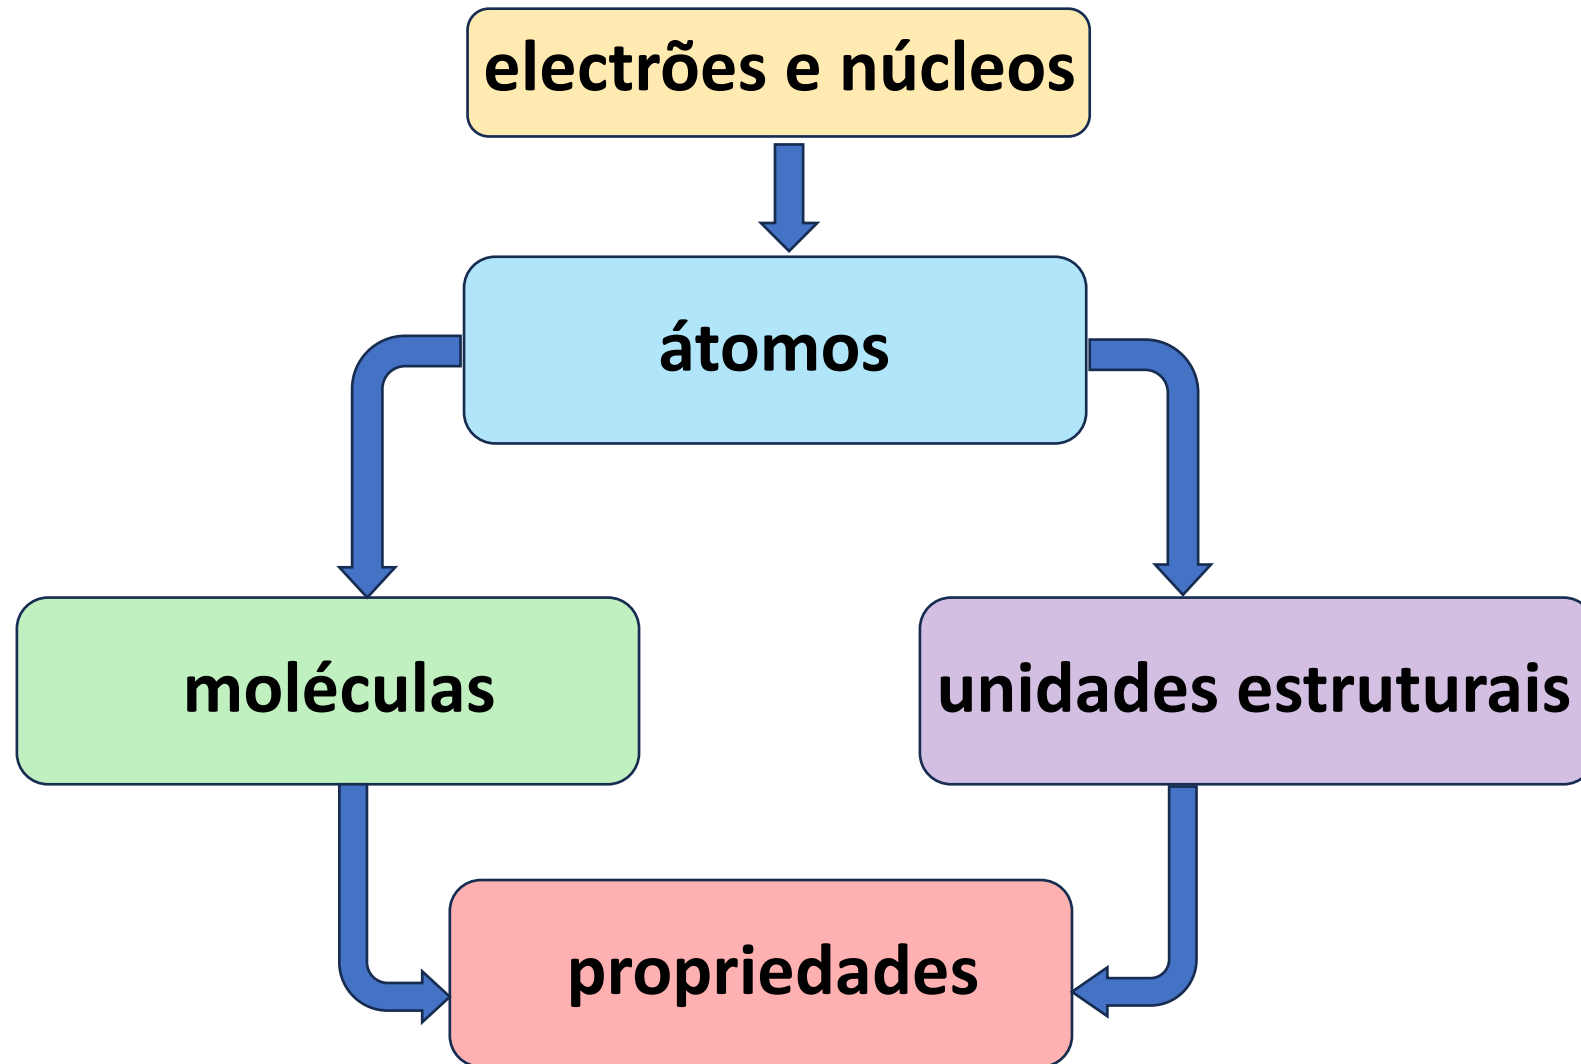 electrões e núcleos
átomos
moléculas
unidades estruturais
propriedades